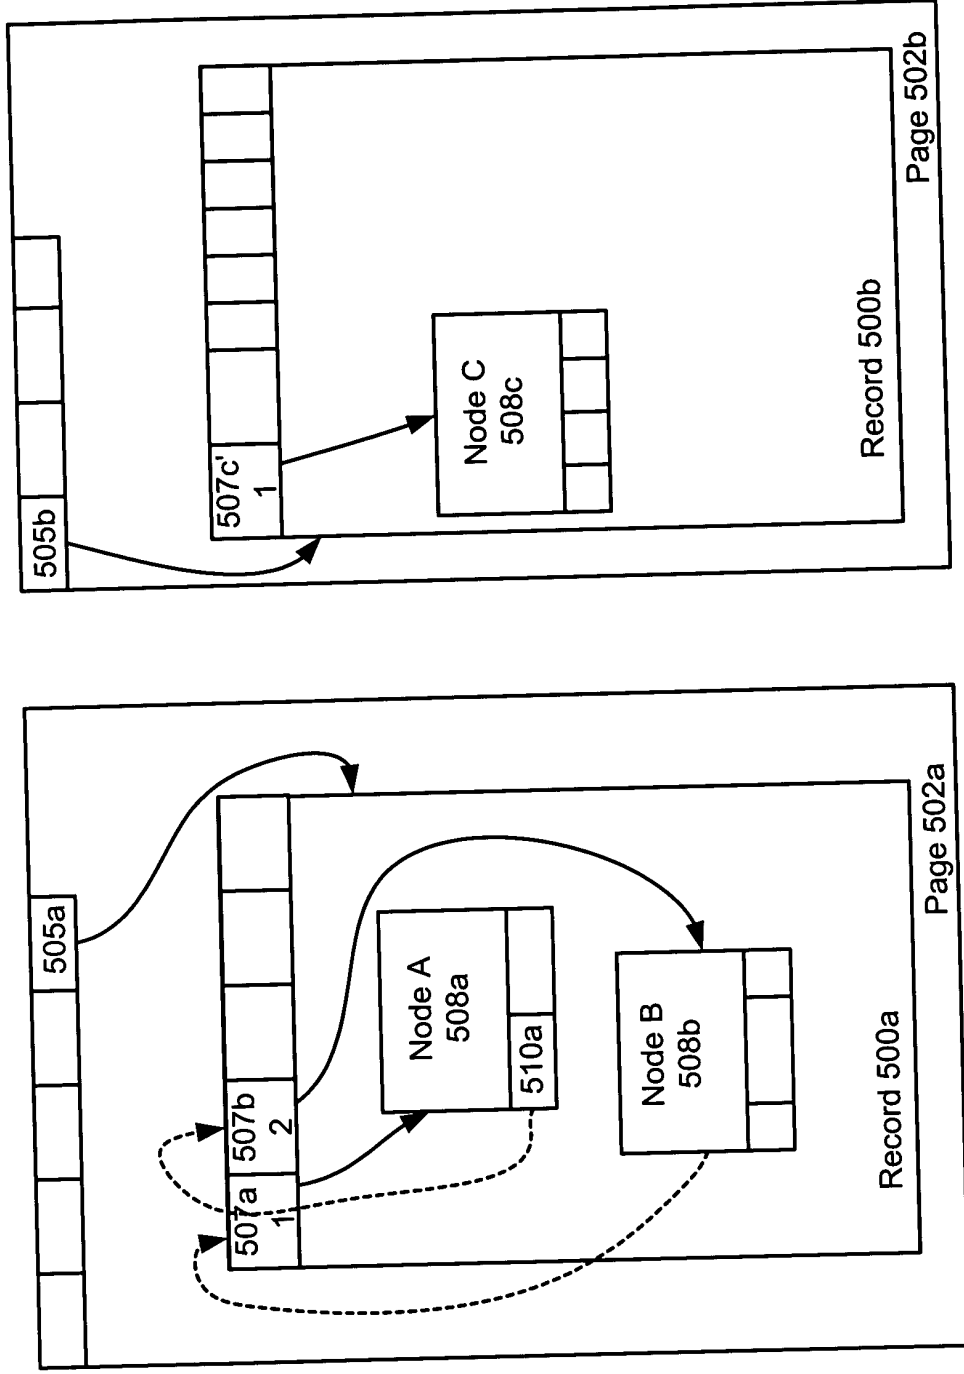 505b
507c'
1
Node C
508c
Record 500b
Page 502b
505a
507a
1
507b
2
Node A
508a
510a
Node B
508b
Record 500a
Page 502a